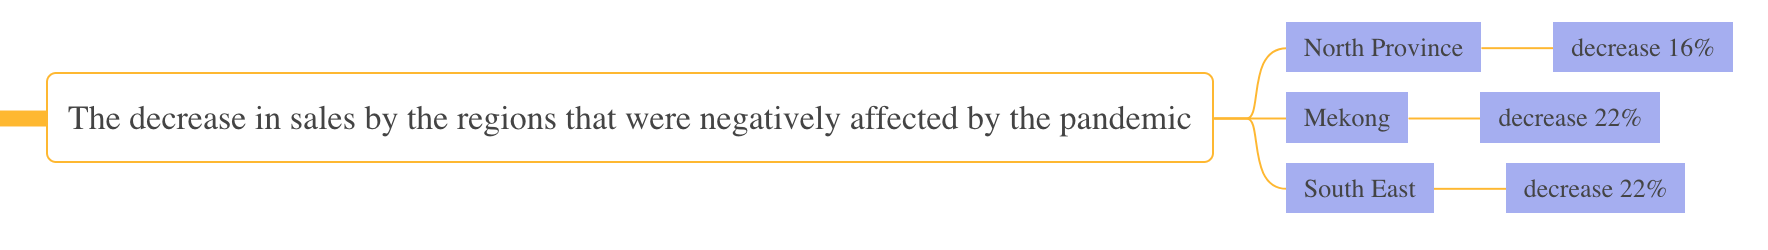 The decrease in sales by the regions that were negatively affected by the pandemic
North Province
decrease 16%
Mekong
decrease 22%
South East
decrease 22%